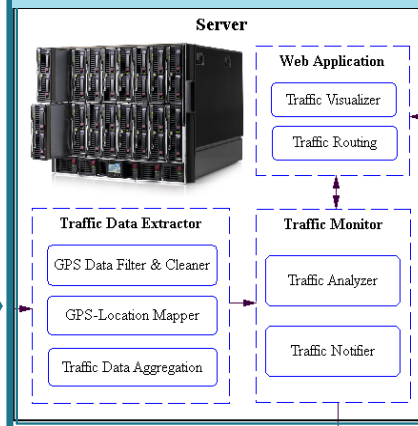 Server
Web Application
Traffic Visualizer
Traffic Routing
Traffic Data Extractor
GPS Data Filter & Cleaner
GPS-Location Mapper
Traffic Data Aggregation
Traffic Monitor
Traffic Analyzer
Traffic Notifier